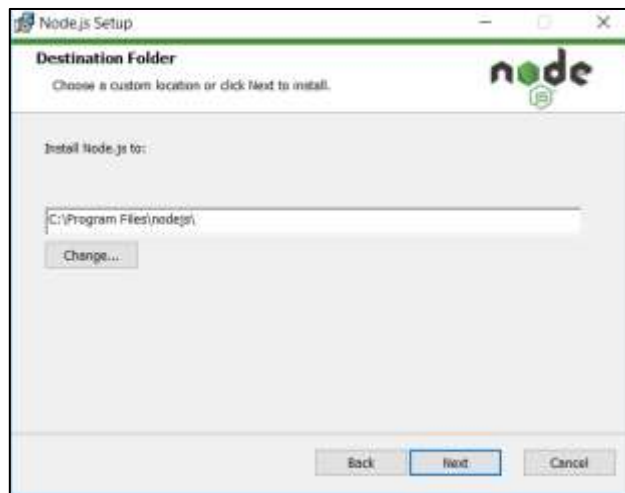 Node.js Setup
Destination Folder
Choose a custom location or click Next to install.
node
JS
Install Node.js to:
C:\Program Files\nodejs\
Change...
Back Next Cancel